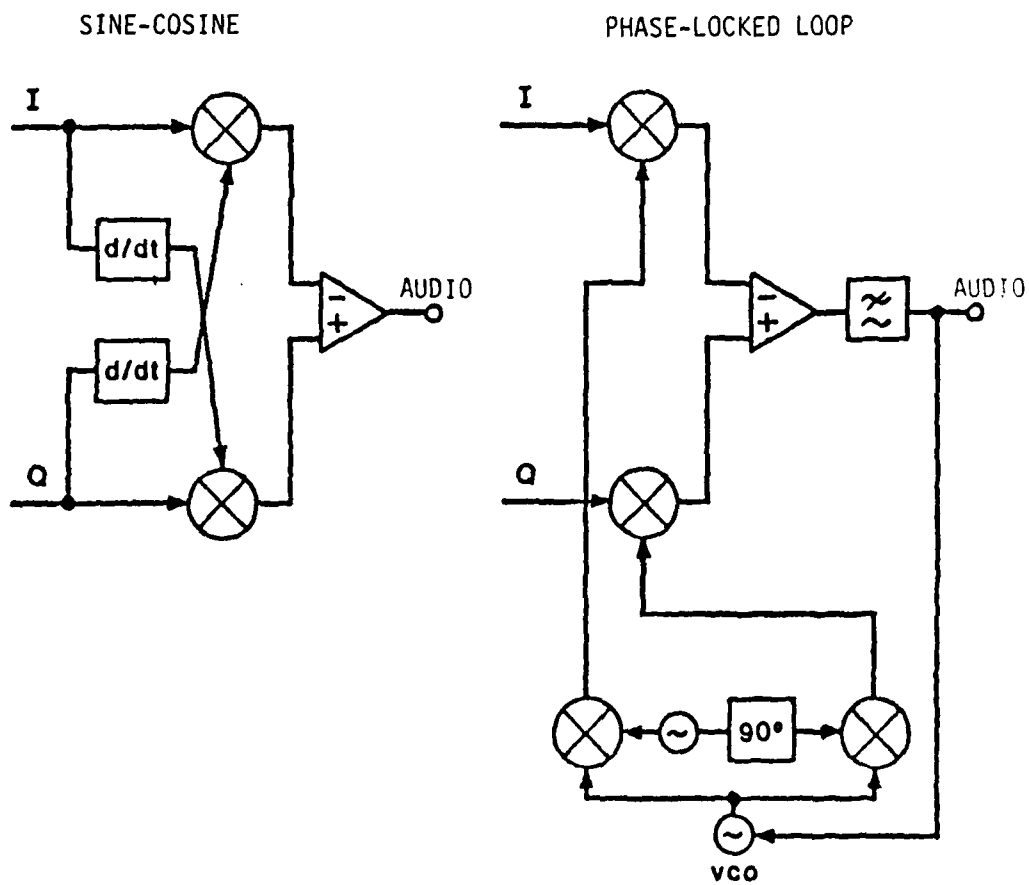 SINE-COSINE
PHASE-LOCKED LOOP
I
I
d/dt
-
+
AUDIO
-
+
AUDIO
d/dt
Q
Q
~
90°
~
VCO